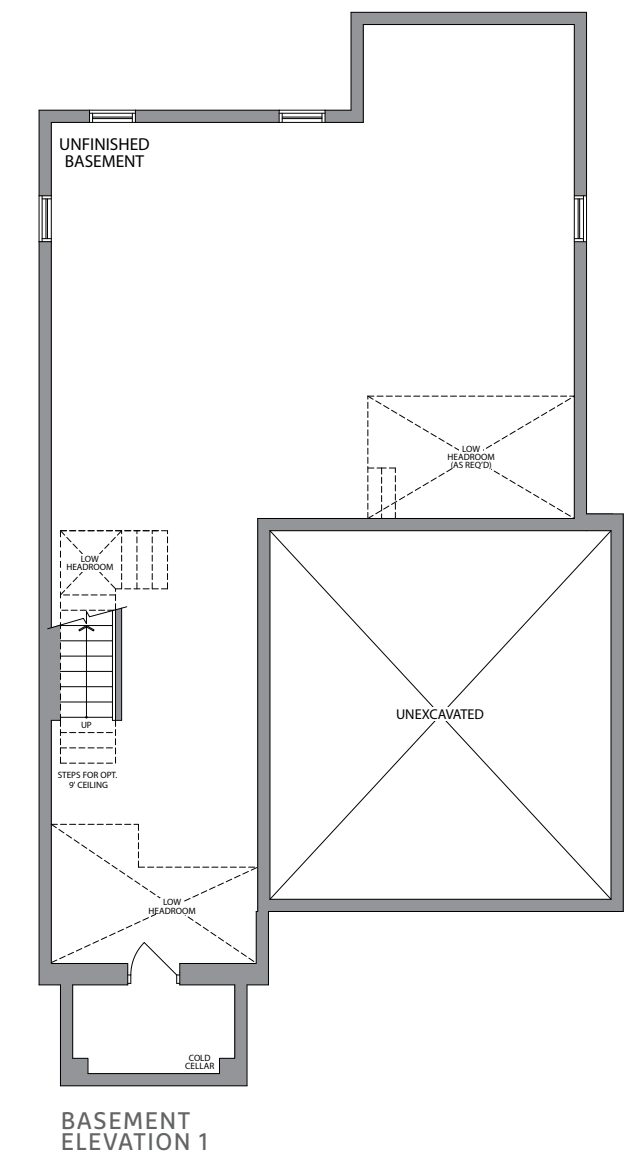 UNFINISHED
BASEMENT
LOW
HEADROOM
(AS REQ'D)
LOW
HEADROOM
UNEXCAVATED
UP
STEPS FOR OPT.
9' CEILING
LOW
HEADROOM
COLD
CELLAR
BASEMENT
ELEVATION 1